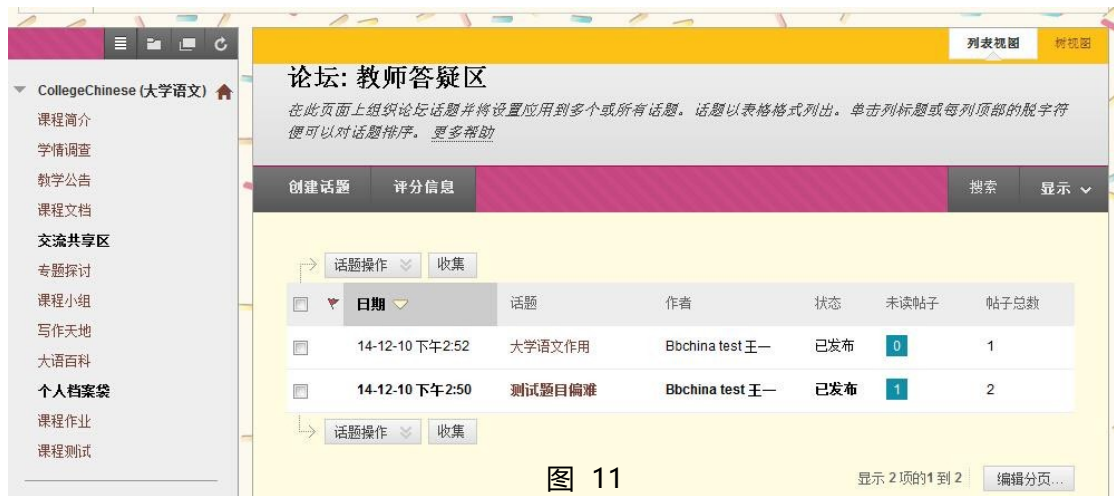 列表视图
树视图
论坛: 教师答疑区
在此页面上组织论坛话题并将设置应用到多个或所有话题。话题以表格格式列出。单击列标题或每列顶部的脱字符
便可以对话题排序。 更多帮助
CollegeChinese (大学语文)
课程简介
学情调查
教学公告
课程文档
交流共享区
专题探讨
课程小组
写作天地
大语百科
个人档案袋
课程作业
课程测试
创建话题 评分信息 搜索 显示
话题操作 收集
日期 话题 作者 状态 未读帖子 帖子总数
14-12-10 下午2:52 大学语文作用 Bbchina test 王一 已发布 0 1
14-12-10 下午2:50 测试题目偏难 Bbchina test 王一 已发布 1 2
话题操作 收集
图 11
显示 2 项的1 到 2 编辑分页...